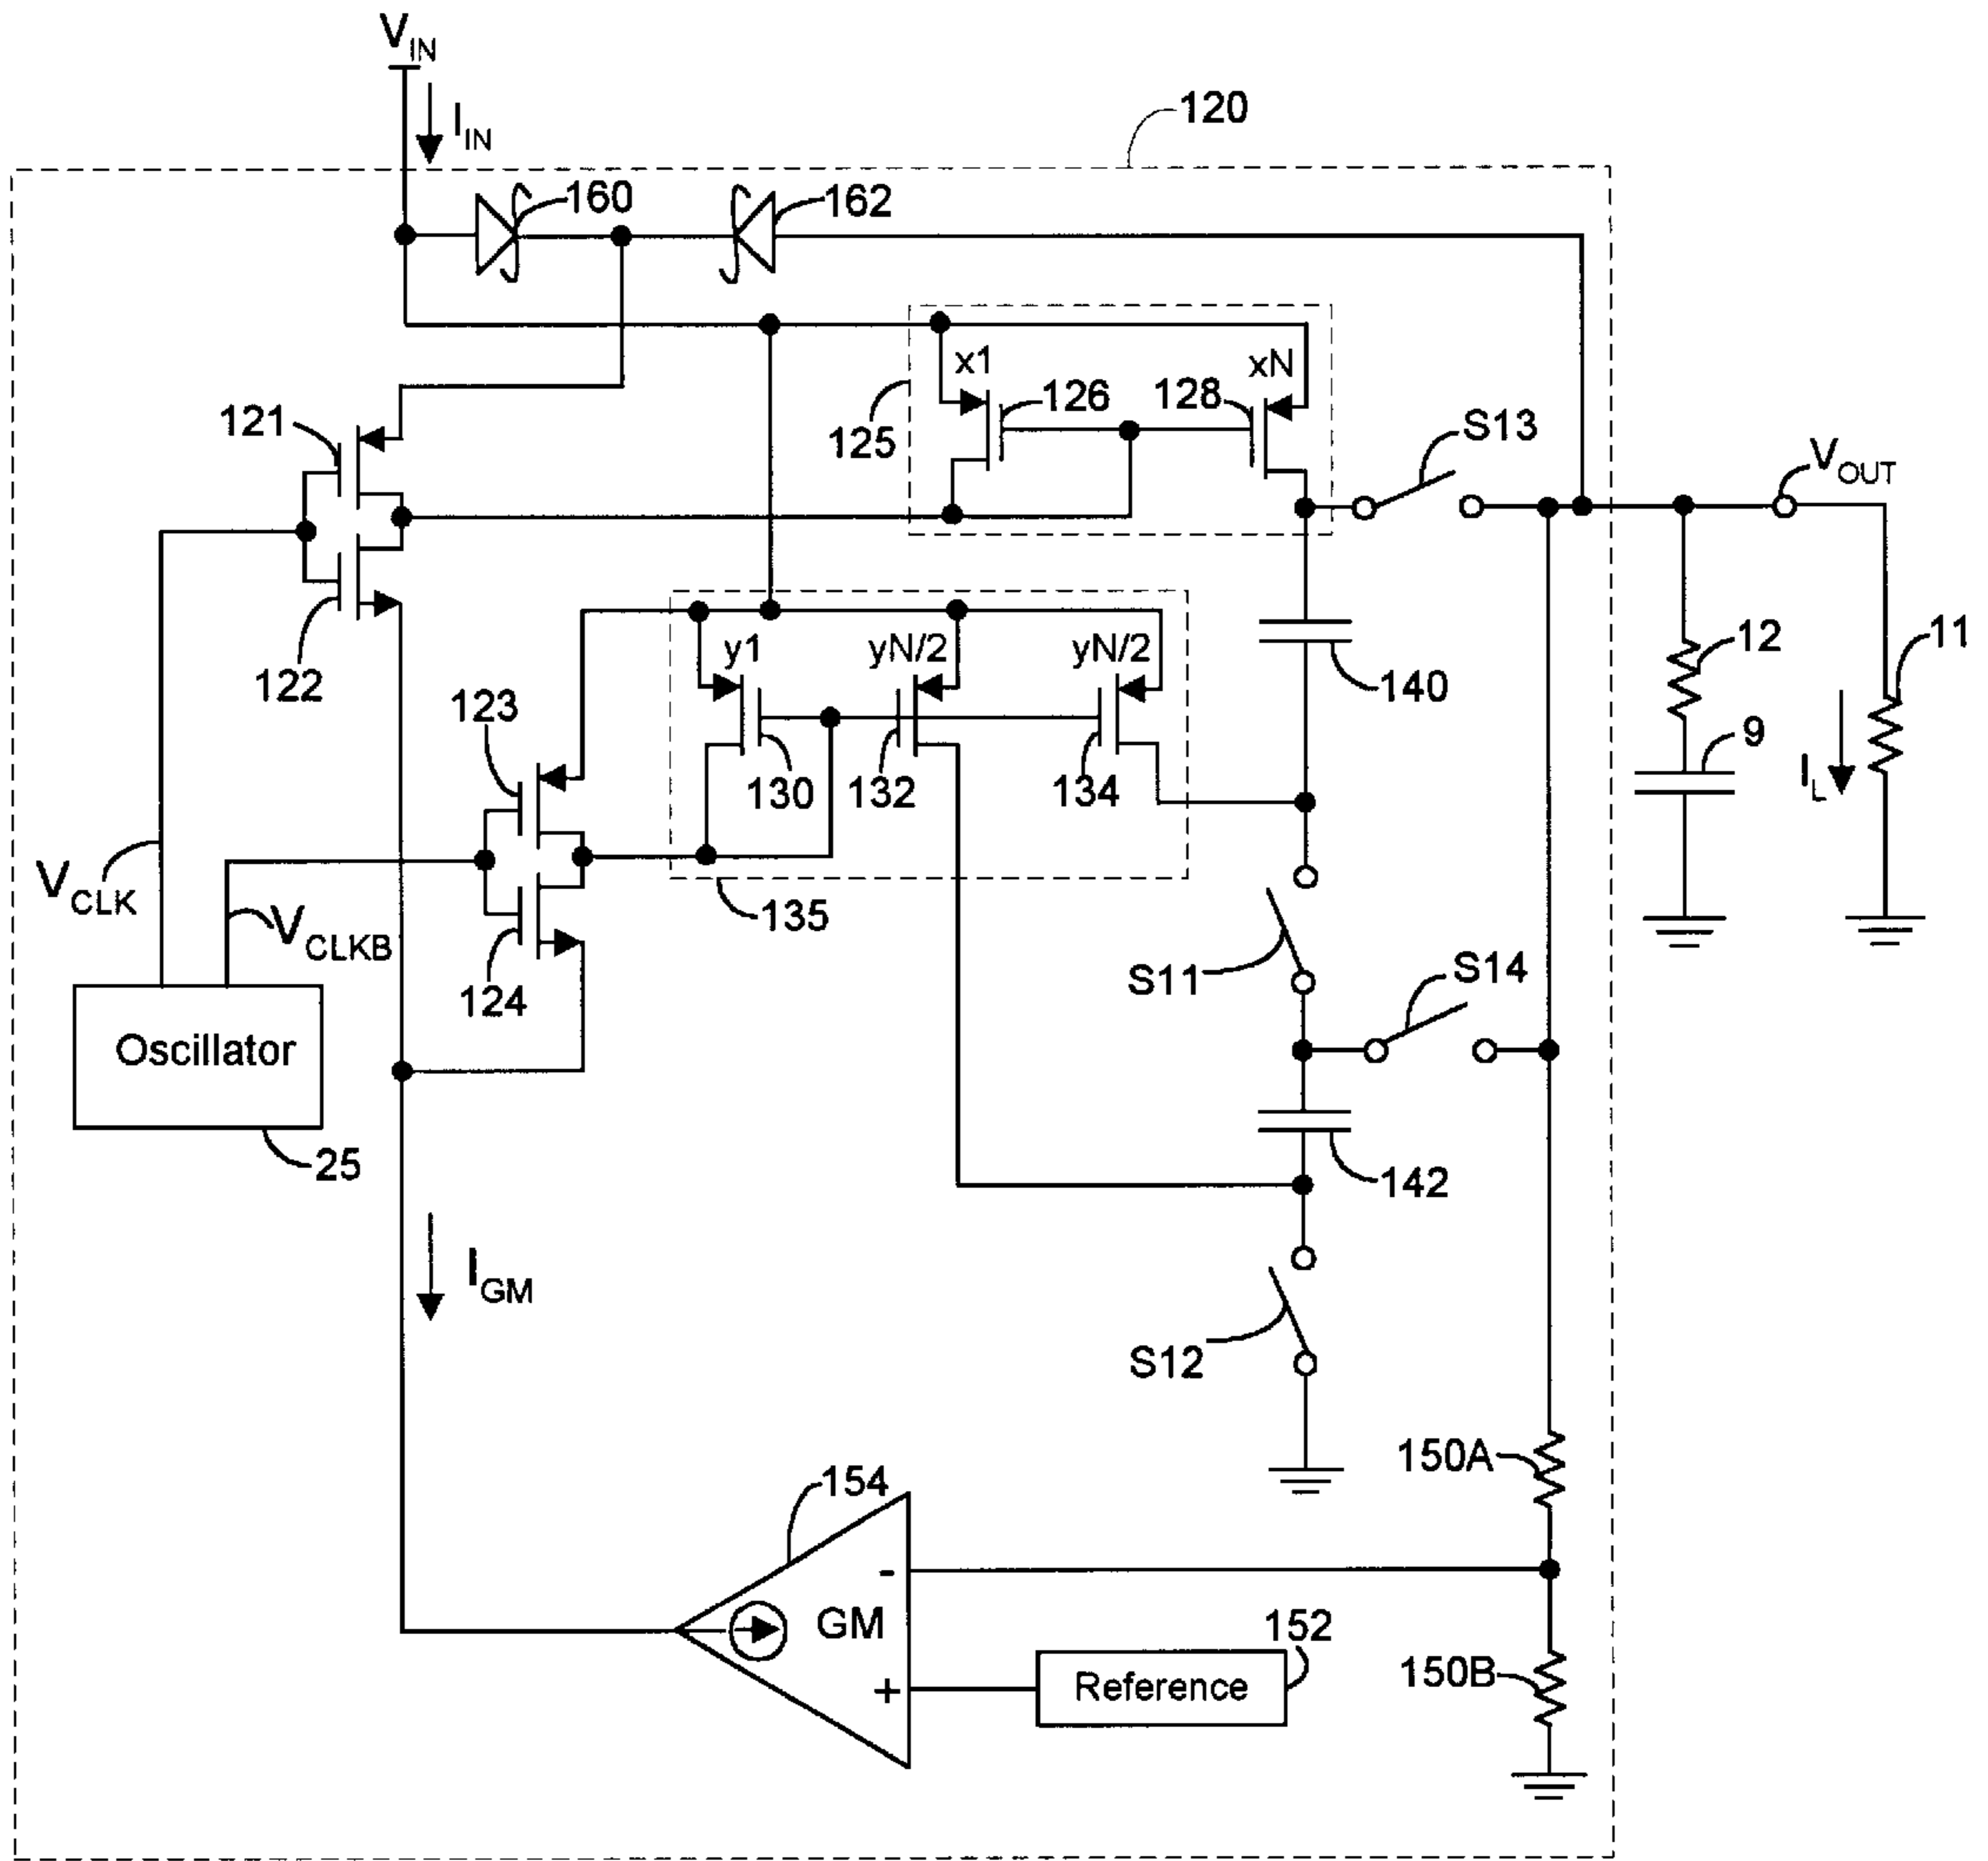 VIN
IIN
120
160
162
x1
xN
126
128
121
125
S13
VOUT
122
y1
yN/2
yN/2
140
12
11
123
130
132
134
9
IL
VCLK
VCLKB
135
124
S11
S14
Oscillator
25
142
IGM
S12
154
150A
-
GM
+
152
Reference
150B